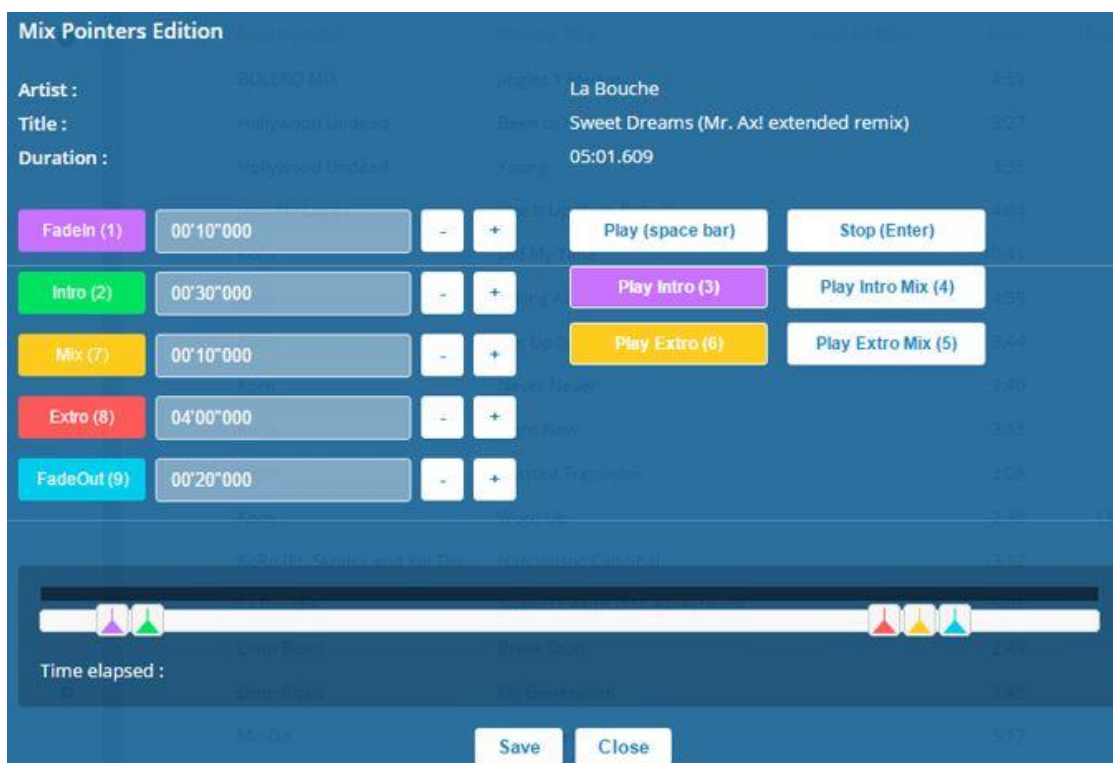 Mix Pointers Edition
Artist : La Bouche
Title : Sweet Dreams (Mr. Ax! extended remix)
Duration : 05:01.609
FadeIn (1) 00'10"000 - + Play (space bar) Stop (Enter)
Intro (2) 00'30"000 - + Play Intro (3) Play Intro Mix (4)
Mix (7) 00'10"000 - + Play Extro (6) Play Extro Mix (5)
Extro (8) 04'00"000 - +
FadeOut (9) 00'20"000 - +
Time elapsed :
Save Close